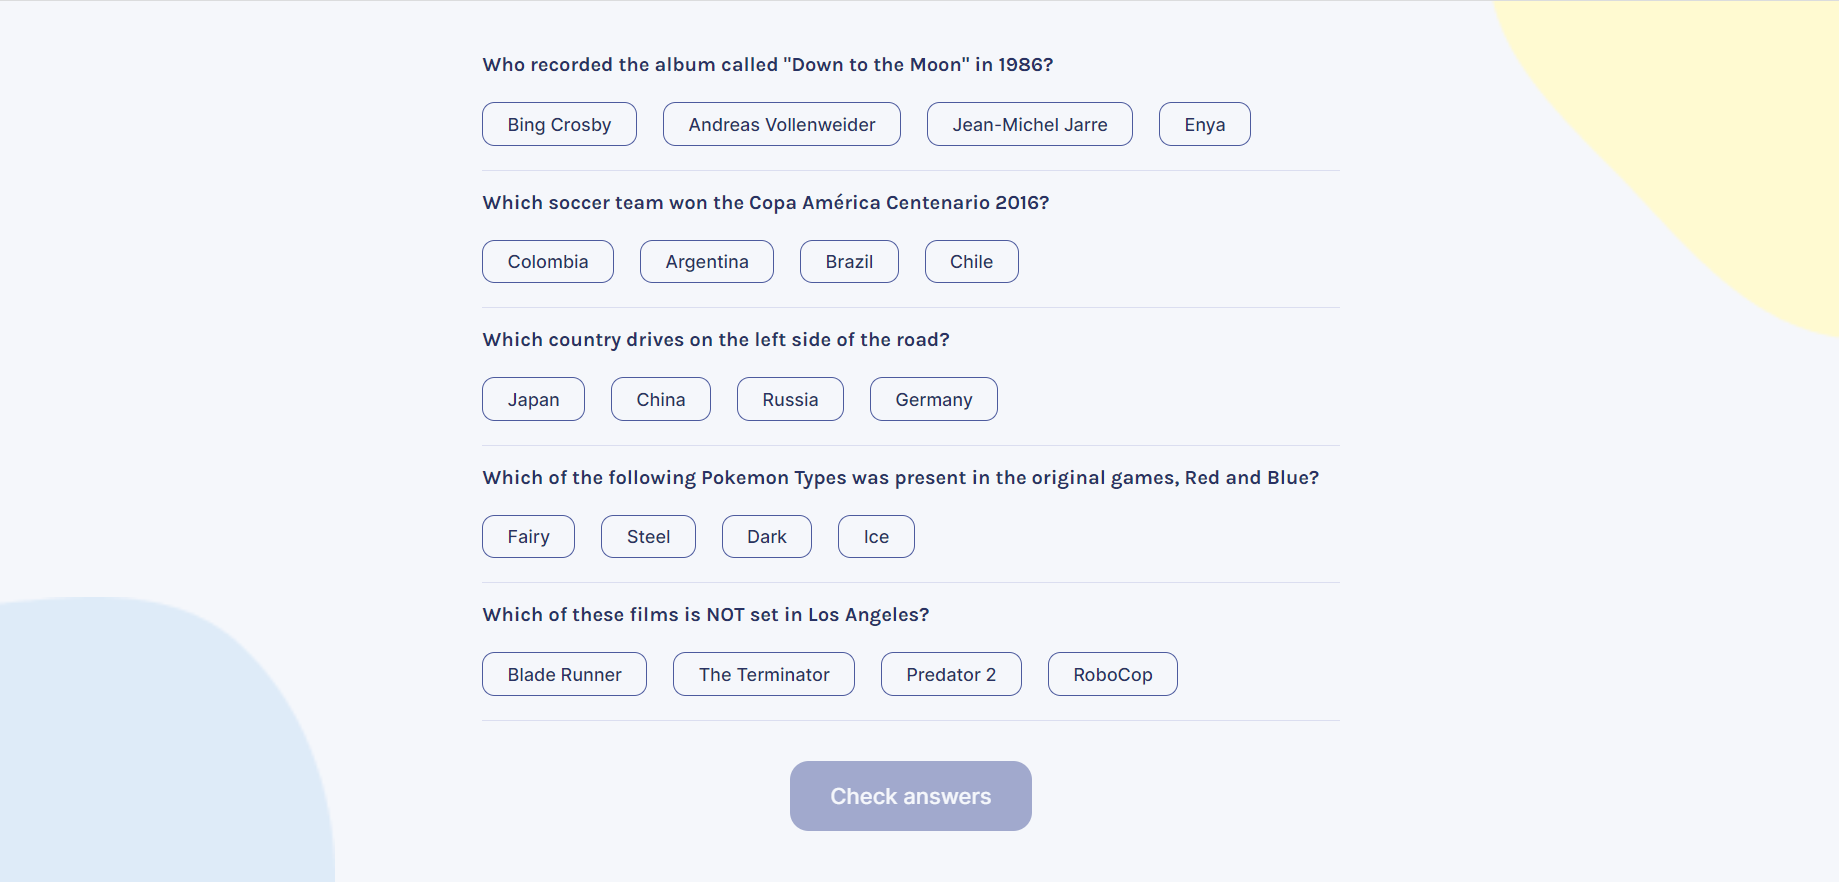 Who recorded the album called "Down to the Moon" in 1986?
Bing Crosby Andreas Vollenweider Jean-Michel Jarre Enya
Which soccer team won the Copa América Centenario 2016?
Colombia Argentina Brazil Chile
Which country drives on the left side of the road?
Japan China Russia Germany
Which of the following Pokemon Types was present in the original games, Red and Blue?
Fairy Steel Dark Ice
Which of these films is NOT set in Los Angeles?
Blade Runner The Terminator Predator 2 RoboCop
Check answers